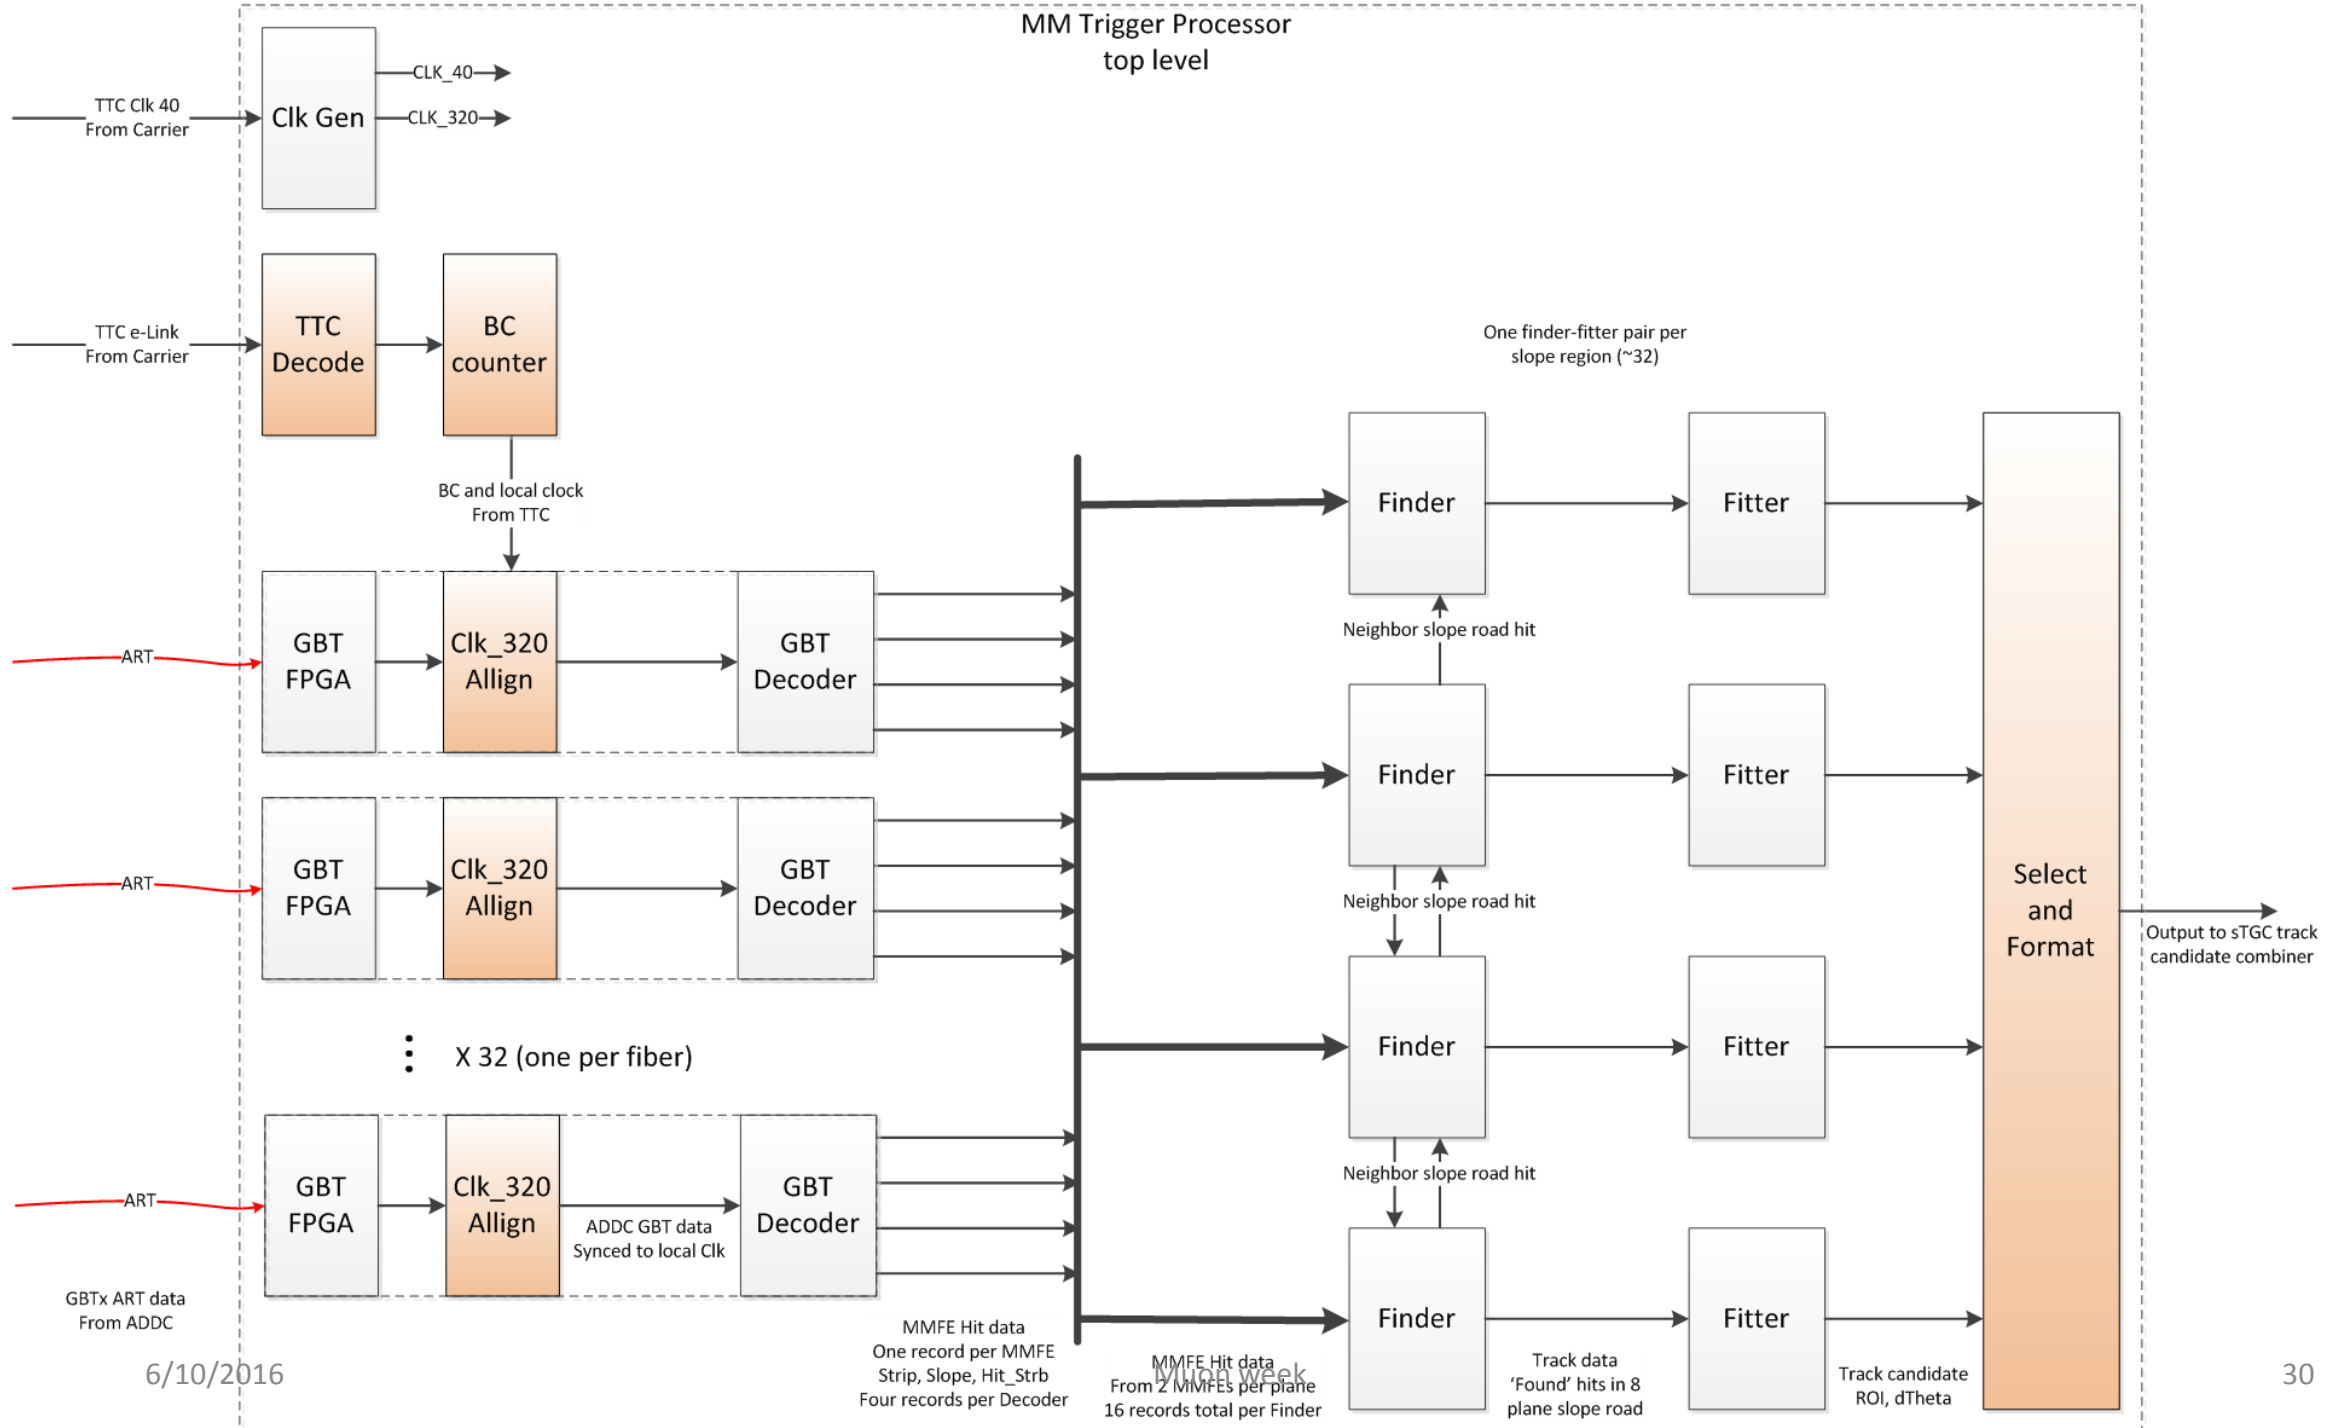 MM Trigger Processor
top level
CLK_40
TTC Clk 40
From Carrier
Clk Gen
CLK_320
TTC e-Link
From Carrier
TTC
Decode
BC
counter
One finder-fitter pair per
slope region (~32)
BC and local clock
From TTC
Finder
Fitter
Neighbor slope road hit
ART
GBT
FPGA
Clk_320
Allign
GBT
Decoder
Finder
Fitter
ART
GBT
FPGA
Clk_320
Allign
GBT
Decoder
Neighbor slope road hit
Select
and
Format
Output to sTGC track
candidate combiner
X 32 (one per fiber)
Finder
Fitter
Neighbor slope road hit
ART
GBT
FPGA
Clk_320
Allign
ADDC GBT data
Synced to local Clk
GBT
Decoder
GBTx ART data
From ADDC
Finder
Fitter
MMFE Hit data
One record per MMFE
Strip, Slope, Hit_Strb
Four records per Decoder
MMFE Hit data
From 2 MMFEs per plane
16 records total per Finder
Track data
‘Found’ hits in 8
plane slope road
Track candidate
ROI, dTheta
6/10/2016
Muon week
30